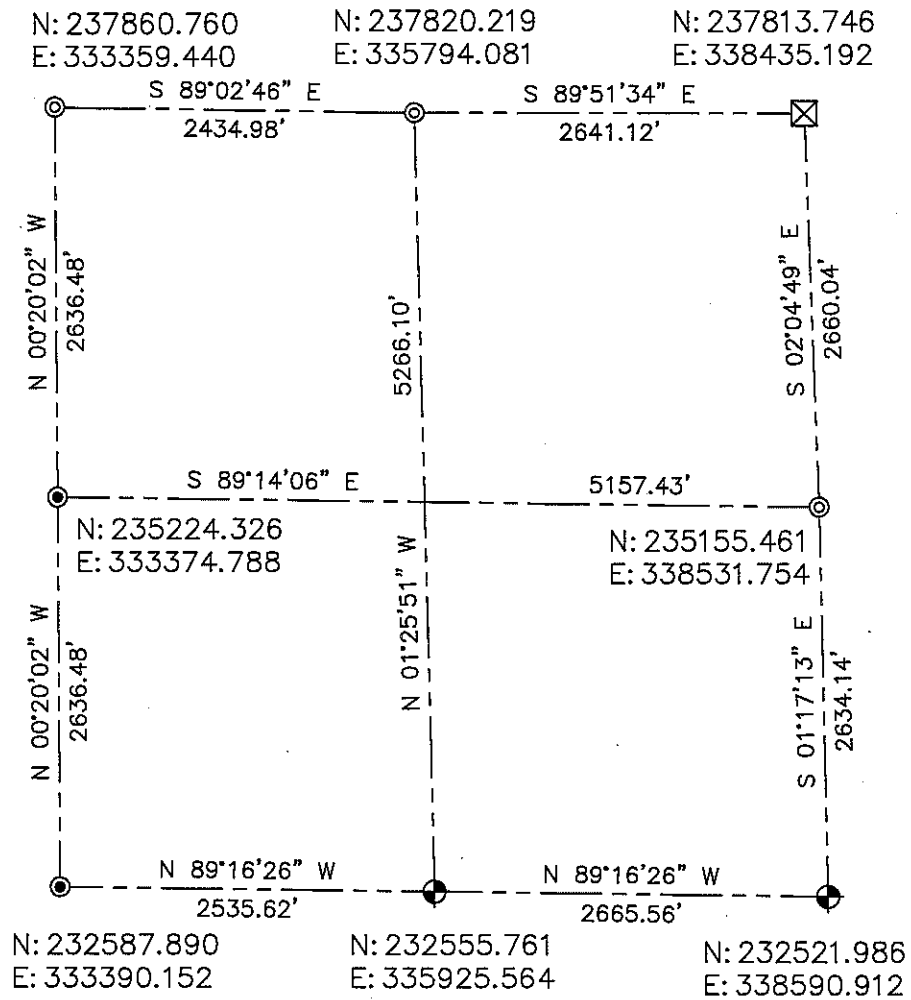 N: 237860.760
E: 333359.440
N: 237820.219
E: 335794.081
N: 237813.746
E: 338435.192
S 89°02'46" E
2434.98'
S 89°51'34" E
2641.12'
N 00°20'02" W
2636.48'
5266.10'
S 02°04'49" E
2660.04'
S 89°14'06" E
5157.43'
N: 235224.326
E: 333374.788
N: 235155.461
E: 338531.754
N 00°20'02" W
2636.48'
N 01°25'51" W
S 01°17'13" E
2634.14'
N 89°16'26" W
2535.62'
N 89°16'26" W
2665.56'
N: 232587.890
E: 333390.152
N: 232555.761
E: 335925.564
N: 232521.986
E: 338590.912